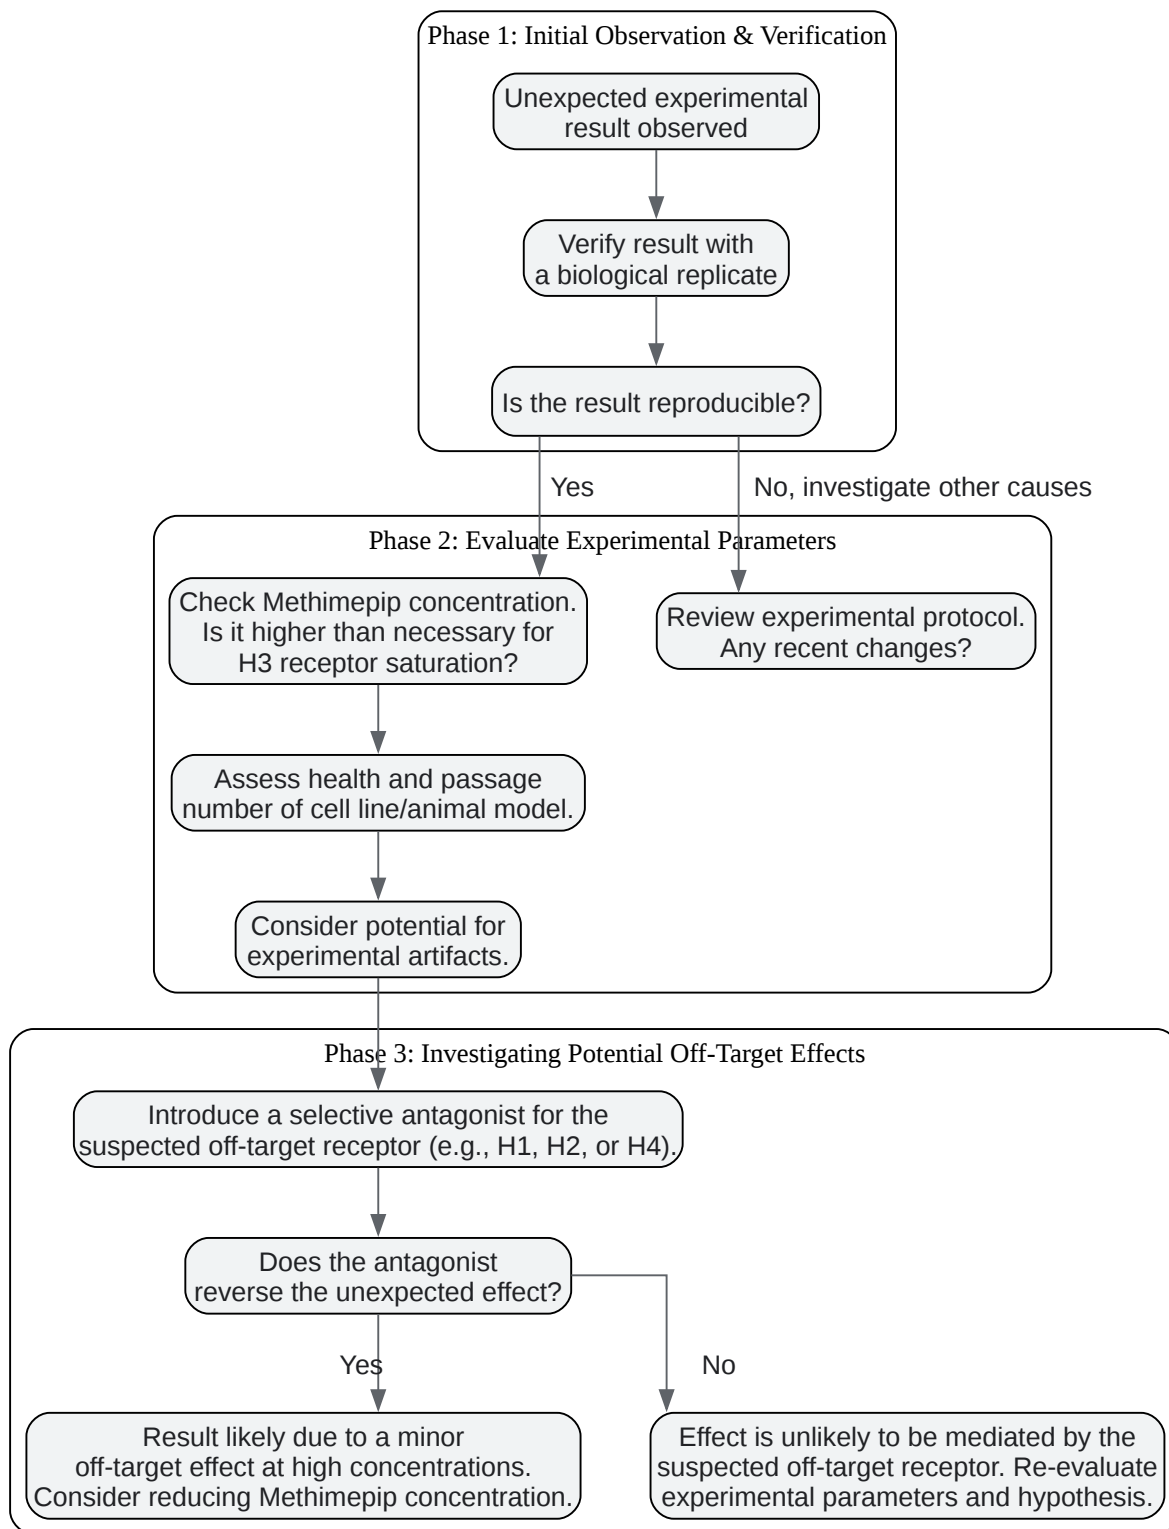 Phase 1: Initial Observation & Verification
Unexpected experimental
result observed
Verify result with
a biological replicate
Is the result reproducible?
Yes
No, investigate other causes
Phase 2: Evaluate Experimental Parameters
Check Methimepip concentration.
Is it higher than necessary for
H3 receptor saturation?
Review experimental protocol.
Any recent changes?
Assess health and passage
number of cell line/animal model.
Consider potential for
experimental artifacts.
Phase 3: Investigating Potential Off-Target Effects
Introduce a selective antagonist for the
suspected off-target receptor (e.g., H1, H2, or H4).
Does the antagonist
reverse the unexpected effect?
Yes
No
Result likely due to a minor
off-target effect at high concentrations.
Consider reducing Methimepip concentration.
Effect is unlikely to be mediated by the
suspected off-target receptor. Re-evaluate
experimental parameters and hypothesis.